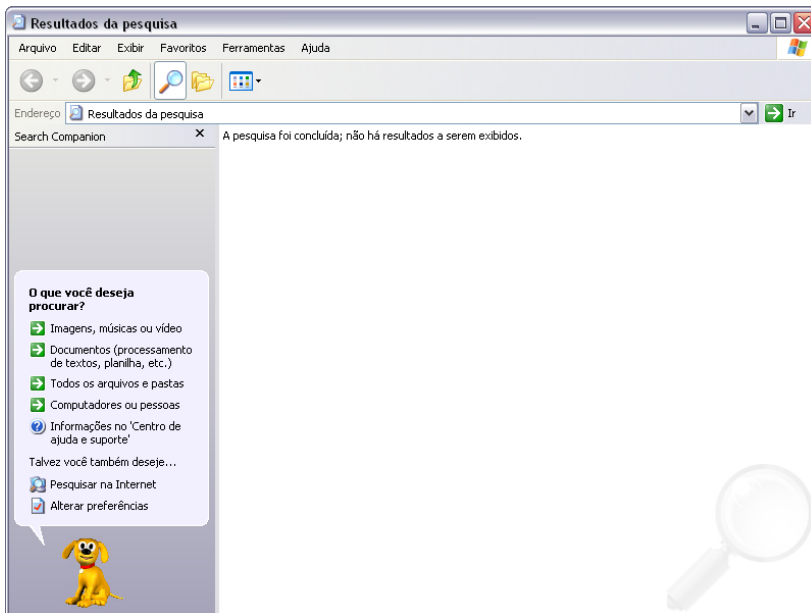 Resultados da pesquisa
Arquivo Editar Exibir Favoritos Ferramentas Ajuda
Endereço Resultados da pesquisa Ir
Search Companion
A pesquisa foi concluída; não há resultados a serem exibidos.
O que você deseja
procurar?
Imagens, músicas ou vídeo
Documentos (processamento
de textos, planilha, etc.)
Todos os arquivos e pastas
Computadores ou pessoas
Informações no 'Centro de
ajuda e suporte'
Talvez você também deseje...
Pesquisar na Internet
Alterar preferências